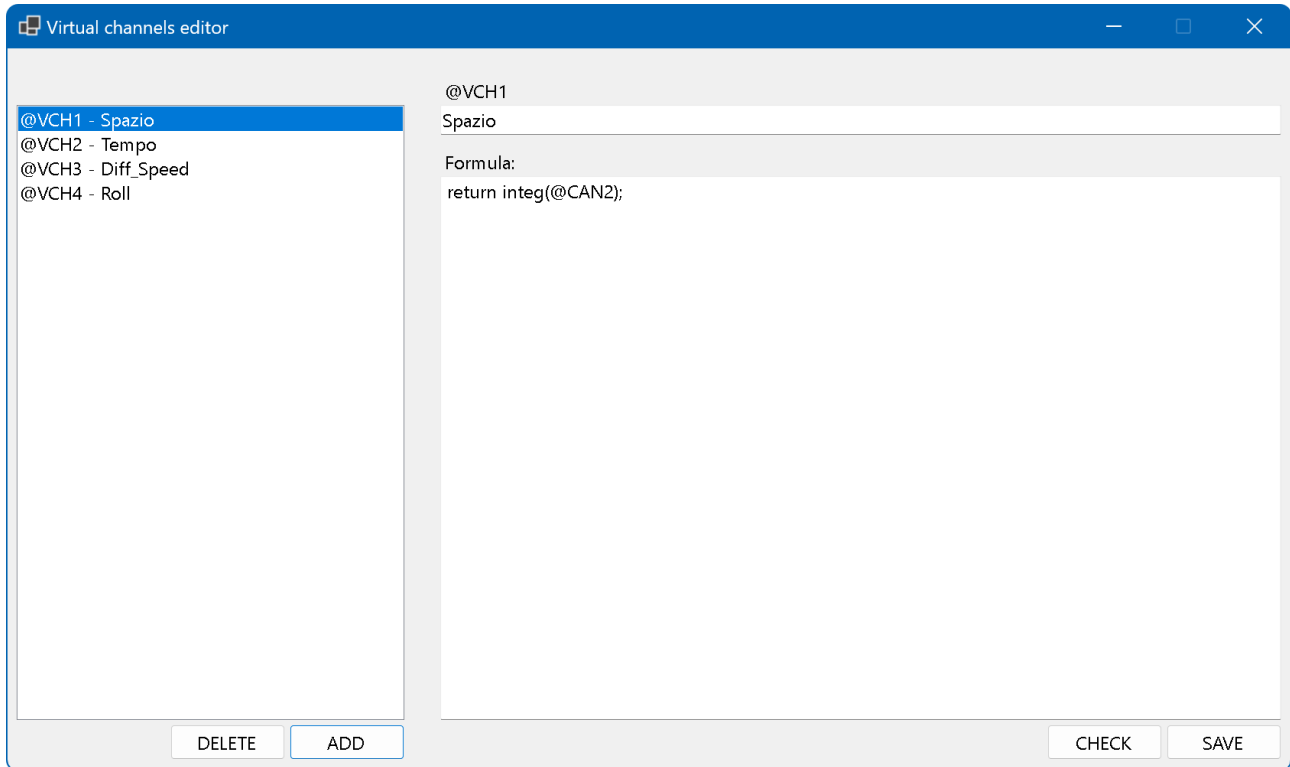 Virtual channels editor
@VCH1 - Spazio
@VCH2 - Tempo
@VCH3 - Diff_Speed
@VCH4 - Roll
DELETE
ADD
@VCH1
Spazio
Formula:
return integ(@CAN2);
CHECK
SAVE